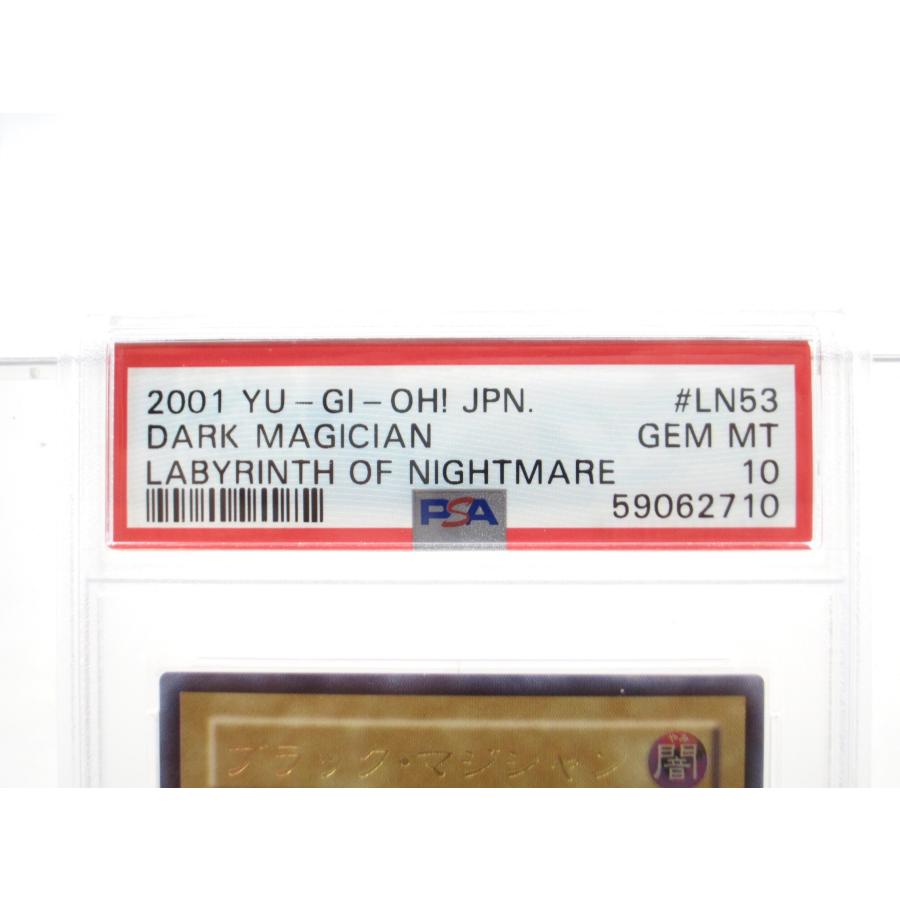 2001 YU-GI-OH! JPN. #LN53
DARK MAGICIAN GEM MT
LABYRINTH OF NIGHTMARE 10
PSA 59062710
ブラック・マジシャン
やみ
闇